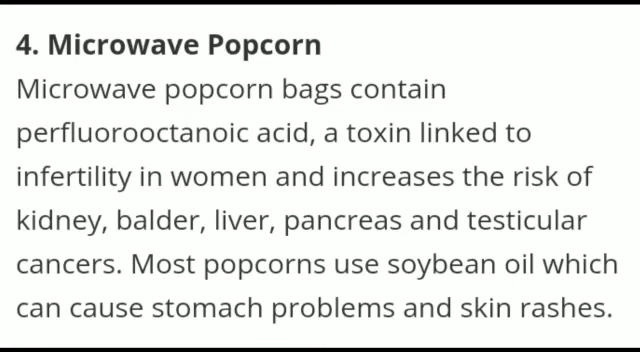 4. Microwave Popcorn
Microwave popcorn bags contain
perfluorooctanoic acid, a toxin linked to
infertility in women and increases the risk of
kidney, balder, liver, pancreas and testicular
cancers. Most popcorns use soybean oil which
can cause stomach problems and skin rashes.